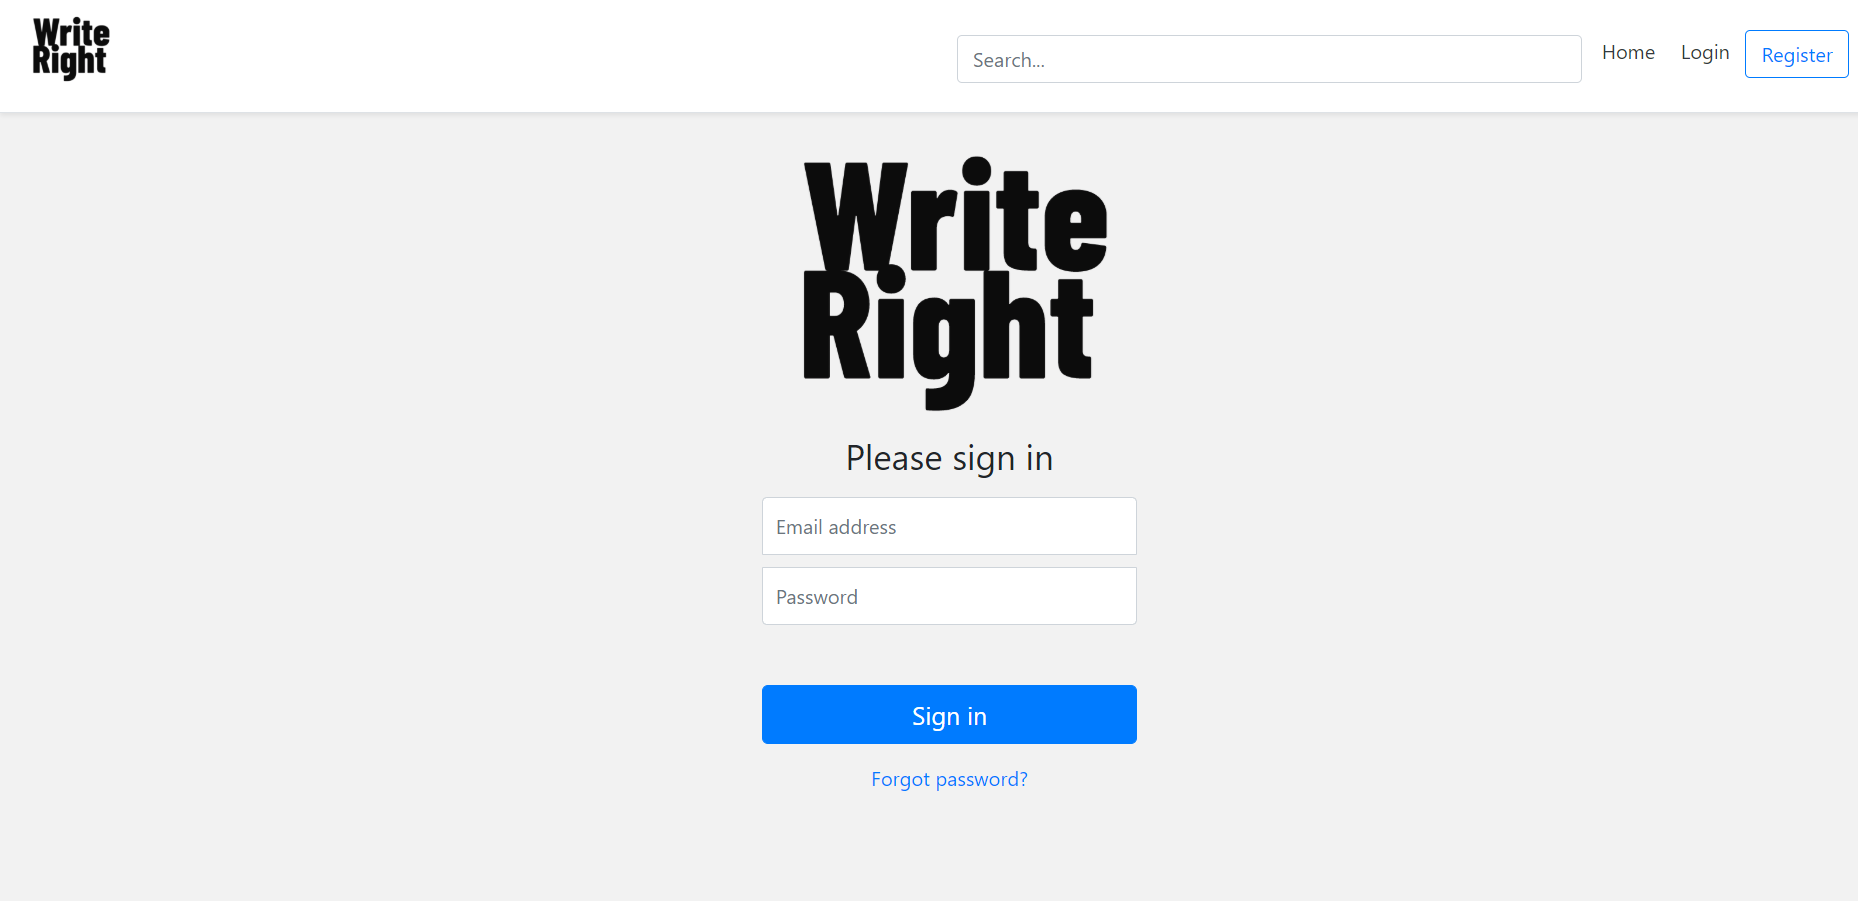 Write
Right
Search...
Home
Login
Register
Write
Right
Please sign in
Email address
Password
Sign in
Forgot password?